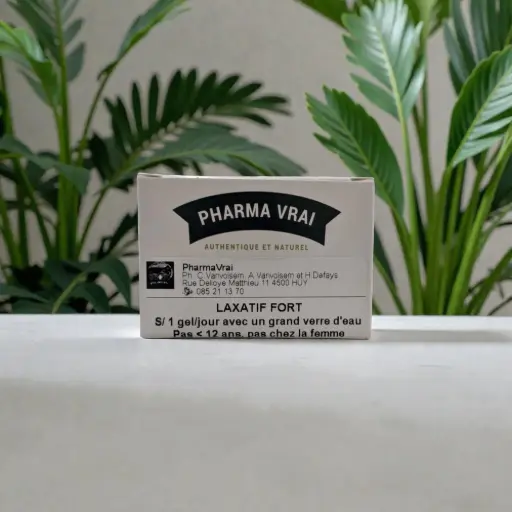 PHARMA VRAI
AUTHENTIQUE ET NATUREL
PharmaVrai
Ph. C. Vanvolsem, A Vanvolsem et H Defays
Rue Delloye Matthieu 11 4500 HUY
085 21 13 70
LAXATIF FORT
S/ 1 gel/jour avec un grand verre d'eau
Pas < 12 ans, pas chez la femme